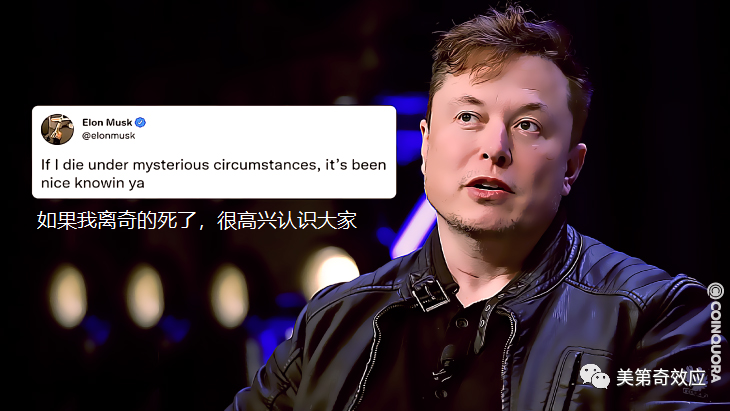 Elon Musk
@elonmusk
If I die under mysterious circumstances, it's been
nice knowin ya
如果我离奇的死了，很高兴认识大家
COINQUORA
美第奇效应